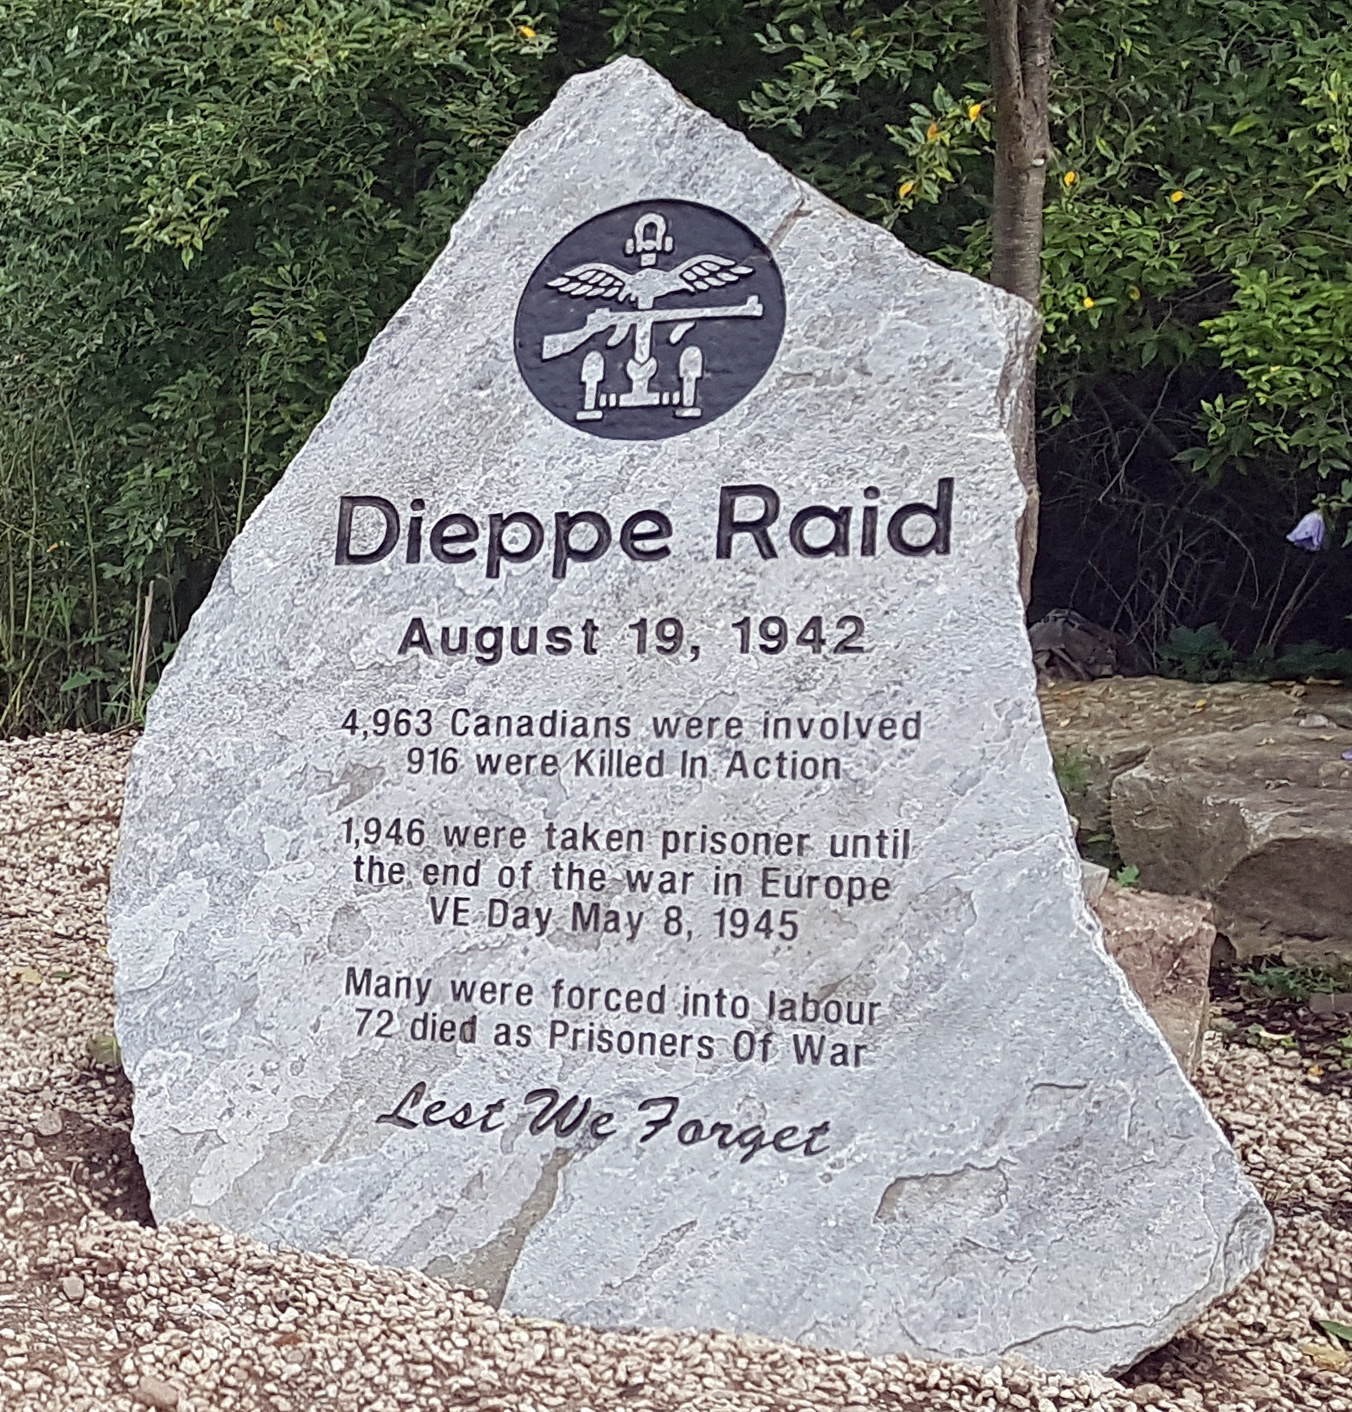 Dieppe Raid
August 19, 1942
4,963 Canadians were involved
916 were Killed In Action
1,946 were taken prisoner until
the end of the war in Europe
VE Day May 8, 1945
Many were forced into labour
72 died as Prisoners Of War
Lest We Forget